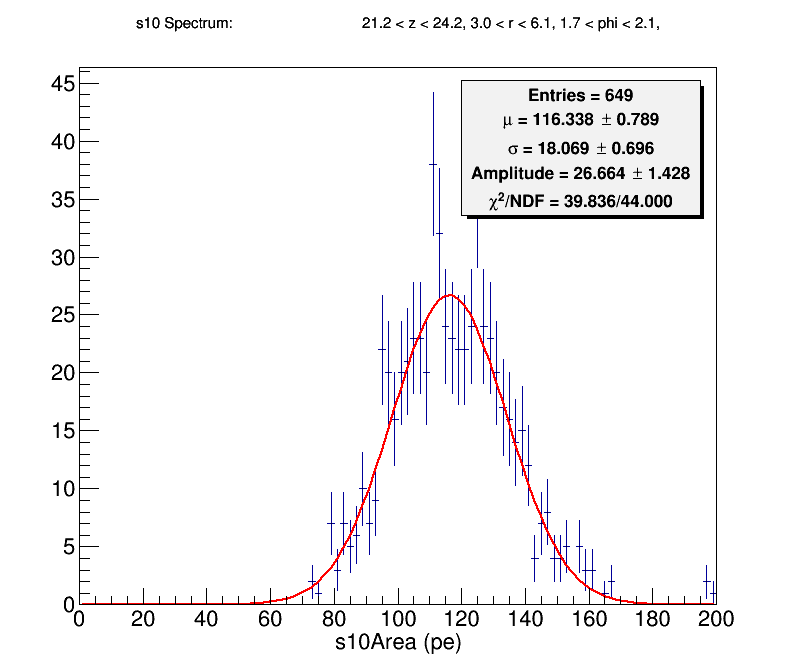 s10 Spectrum: 21.2 < z < 24.2, 3.0 < r < 6.1, 1.7 < phi < 2.1,
Entries = 649
μ = 116.338 ± 0.789
σ = 18.069 ± 0.696
Amplitude = 26.664 ± 1.428
χ²/NDF = 39.836/44.000
45
40
35
30
25
20
15
10
5
0
0 20 40 60 80 100 120 140 160 180 200
s10Area (pe)